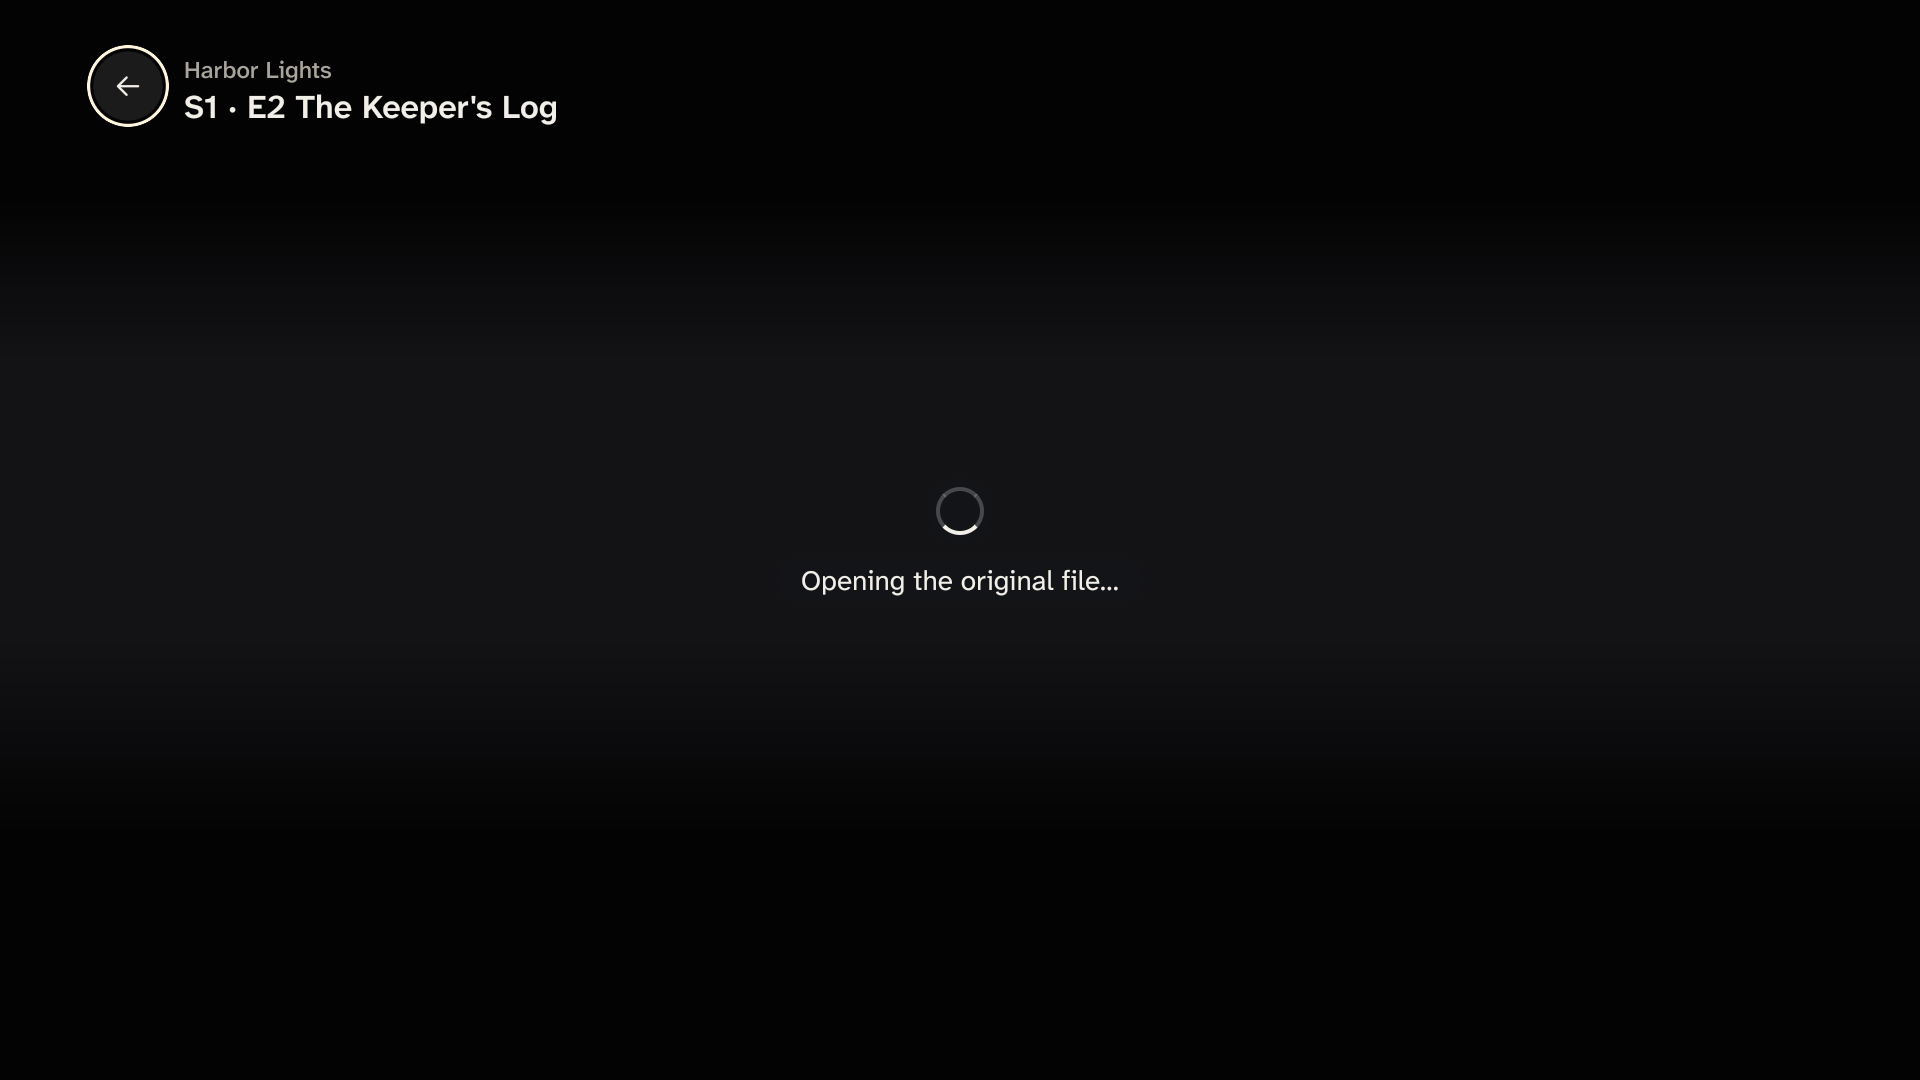 Harbor Lights
S1 · E2 The Keeper's Log
Opening the original file...